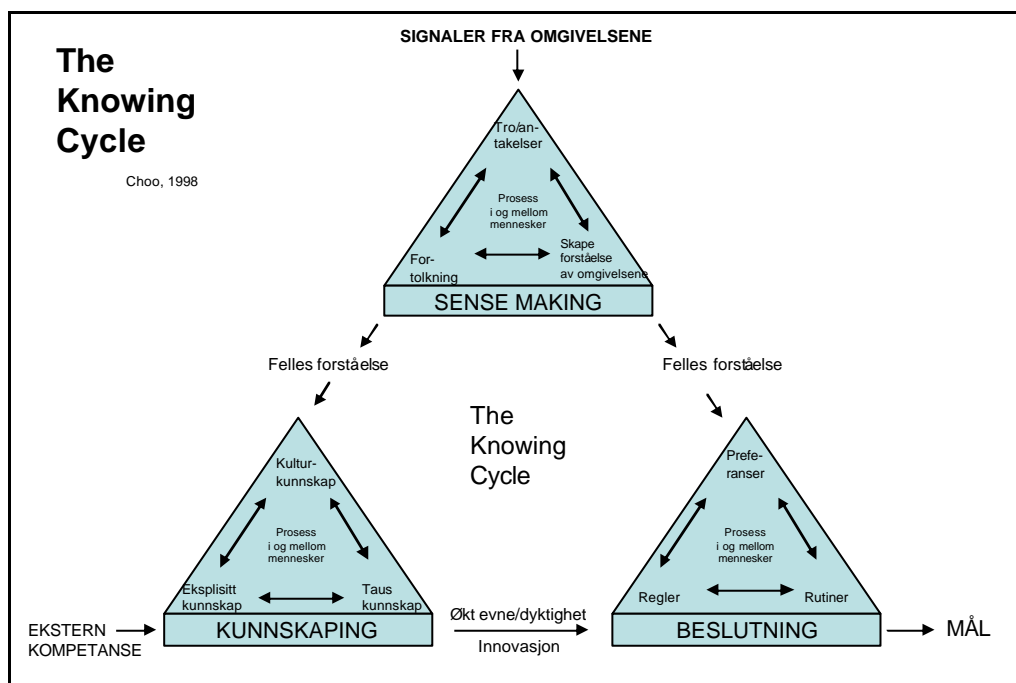 The
Knowing
Cycle
Choo, 1998
SIGNALER FRA OMGIVELSENE
Tro/an-
takelser
Prosess
i og mellom
mennesker
For-
tolkning
Skape
forståelse
av omgivelsene
SENSE MAKING
Felles forståelse
Felles forståelse
The
Knowing
Cycle
Kultur-
kunnskap
Prosess
i og mellom
mennesker
Eksplisitt
kunnskap
Taus
kunnskap
KUNNSKAPING
Prefe-
ranser
Prosess
i og mellom
mennesker
Regler
Rutiner
BESLUTNING
EKSTERN
KOMPETANSE
Økt evne/dyktighet
Innovasjon
MÅL